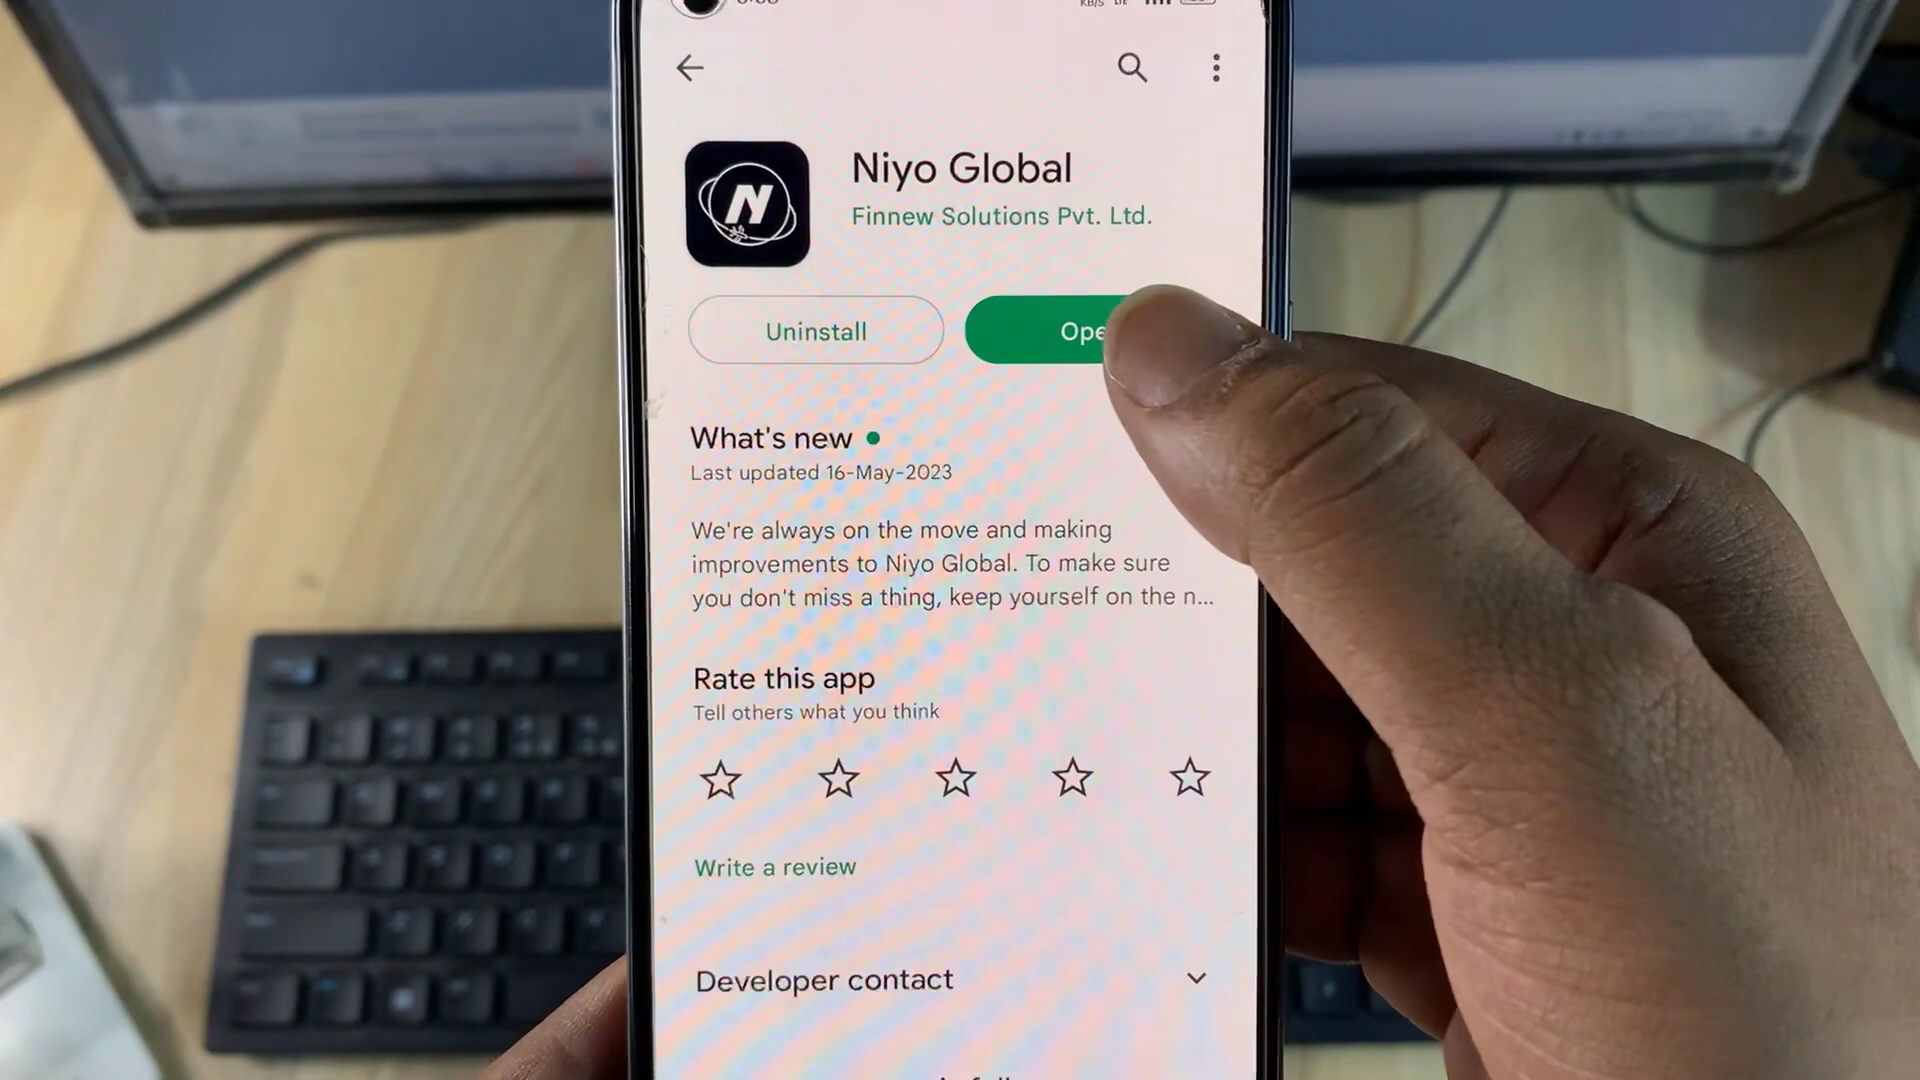 KB/S LTE
Niyo Global
Finnew Solutions Pvt. Ltd.
N
Uninstall
Ope
What's new
Last updated 16-May-2023
We're always on the move and making
improvements to Niyo Global. To make sure
you don't miss a thing, keep yourself on the n...
Rate this app
Tell others what you think
Write a review
Developer contact